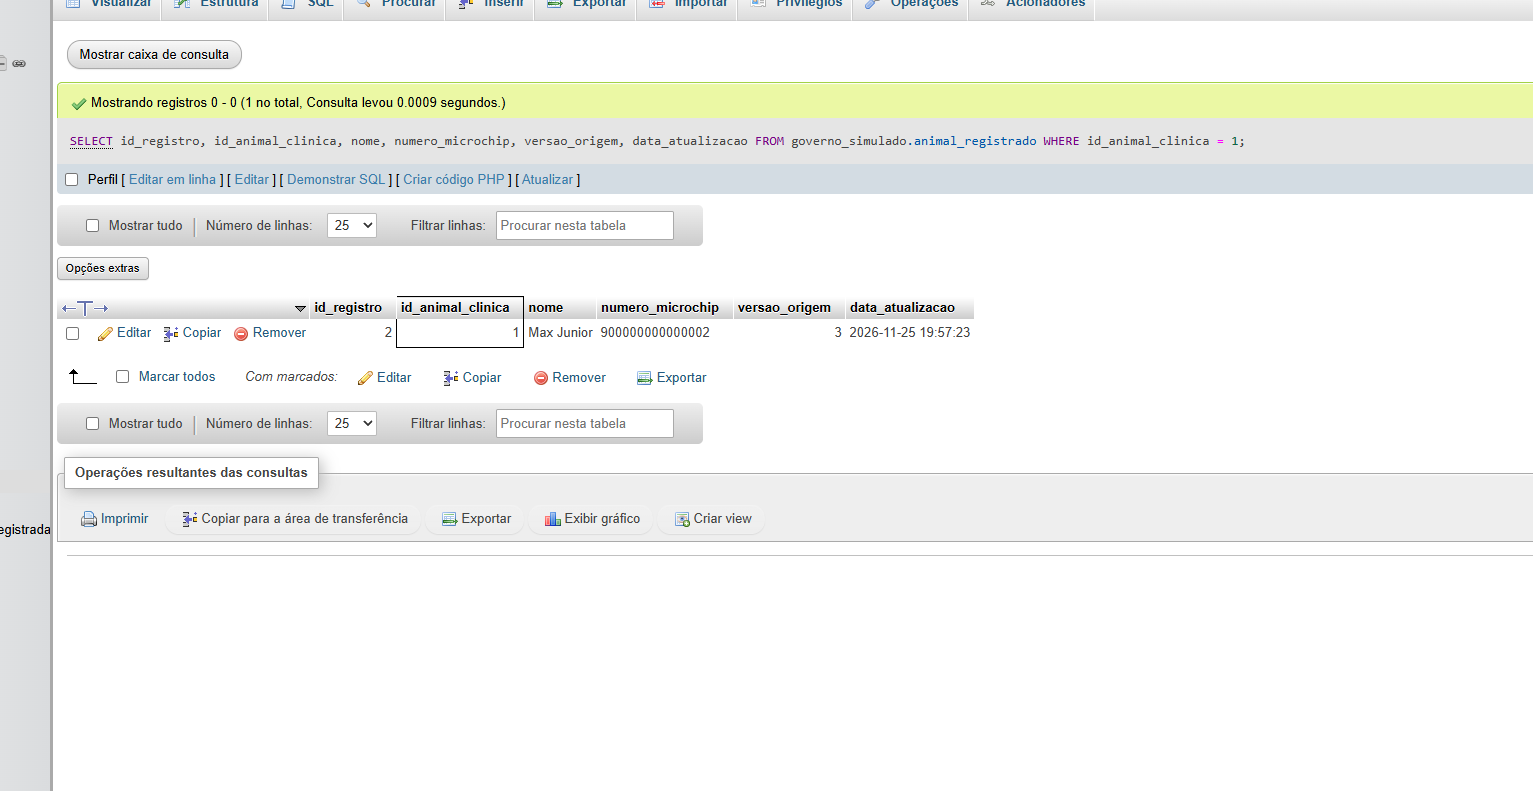 Visualizar Estrutura SQL Procurar Inserir Exportar Importar Privilégios Operações Acionadores
Mostrar caixa de consulta
Mostrando registros 0 - 0 (1 no total, Consulta levou 0.0009 segundos.)
SELECT id_registro, id_animal_clinica, nome, numero_microchip, versao_origem, data_atualizacao FROM governo_simulado.animal_registrado WHERE id_animal_clinica = 1;
Perfil [ Editar em linha ] [ Editar ] [ Demonstrar SQL ] [ Criar código PHP ] [ Atualizar ]
Mostrar tudo Número de linhas: 25 Filtrar linhas: Procurar nesta tabela
Opções extras
id_registro id_animal_clinica nome numero_microchip versao_origem data_atualizacao
Editar Copiar Remover 2 1 Max Junior 900000000000002 3 2026-11-25 19:57:23
Marcar todos Com marcados: Editar Copiar Remover Exportar
Mostrar tudo Número de linhas: 25 Filtrar linhas: Procurar nesta tabela
Operações resultantes das consultas
Imprimir Copiar para a área de transferência Exportar Exibir gráfico Criar view
egistrada